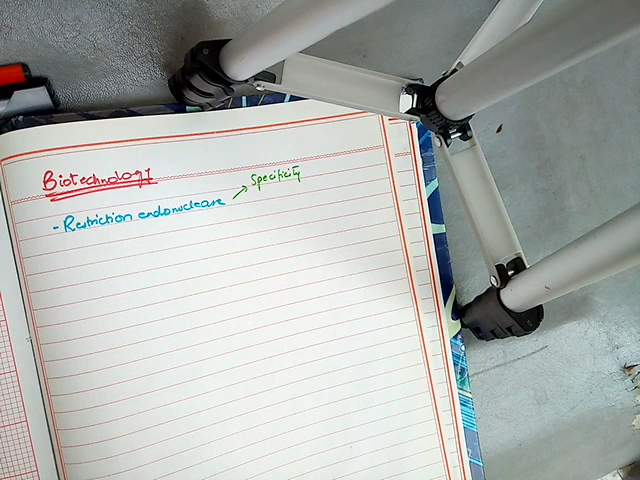 Biotechnology
- Restriction endonuclease → Specificity